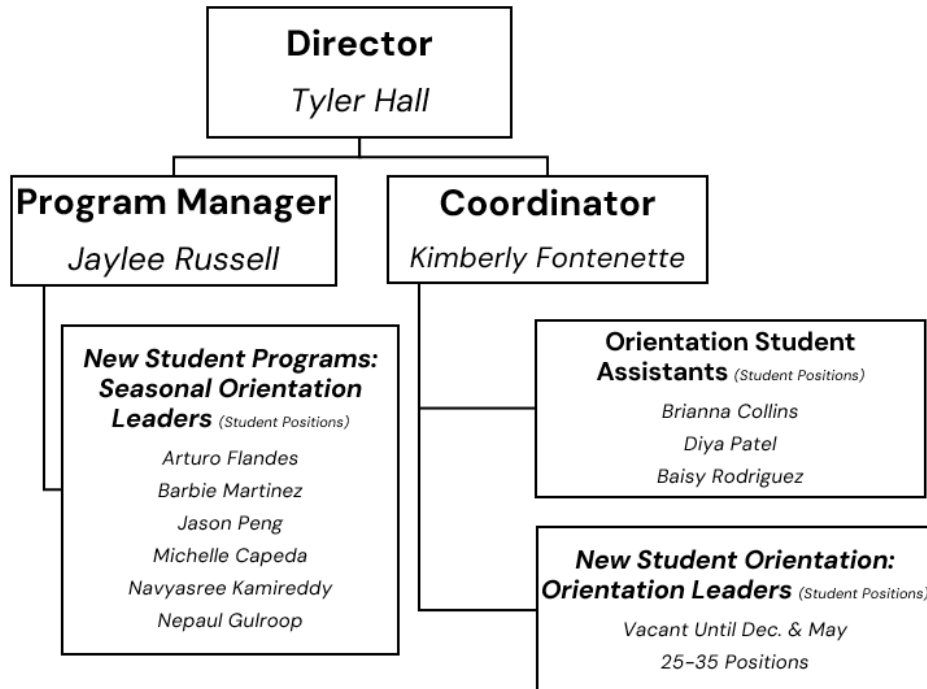 Director
Tyler Hall
Program Manager
Jaylee Russell
Coordinator
Kimberly Fontenette
New Student Programs:
Seasonal Orientation
Leaders (Student Positions)
Arturo Flandes
Barbie Martinez
Jason Peng
Michelle Capeda
Navyasree Kamireddy
Nepaul Gulroop
Orientation Student
Assistants (Student Positions)
Brianna Collins
Diya Patel
Baisy Rodriguez
New Student Orientation:
Orientation Leaders (Student Positions)
Vacant Until Dec. & May
25-35 Positions